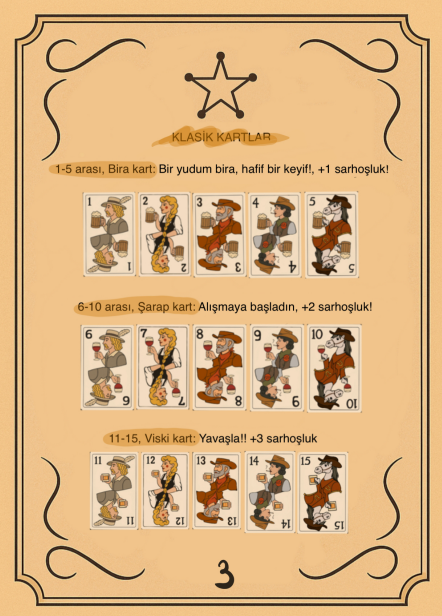 KLASİK KARTLAR
1-5 arası, Bira kart: Bir yudum bira, hafif bir keyif!, +1 sarhoşluk!
1 2 3 4 5
1 2 3 4 5
6-10 arası, Şarap kart: Alışmaya başladın, +2 sarhoşluk!
6 7 8 9 10
6 7 8 9 10
11-15, Viski kart: Yavaşla!! +3 sarhoşluk
11 12 13 14 15
11 12 13 14 15
3